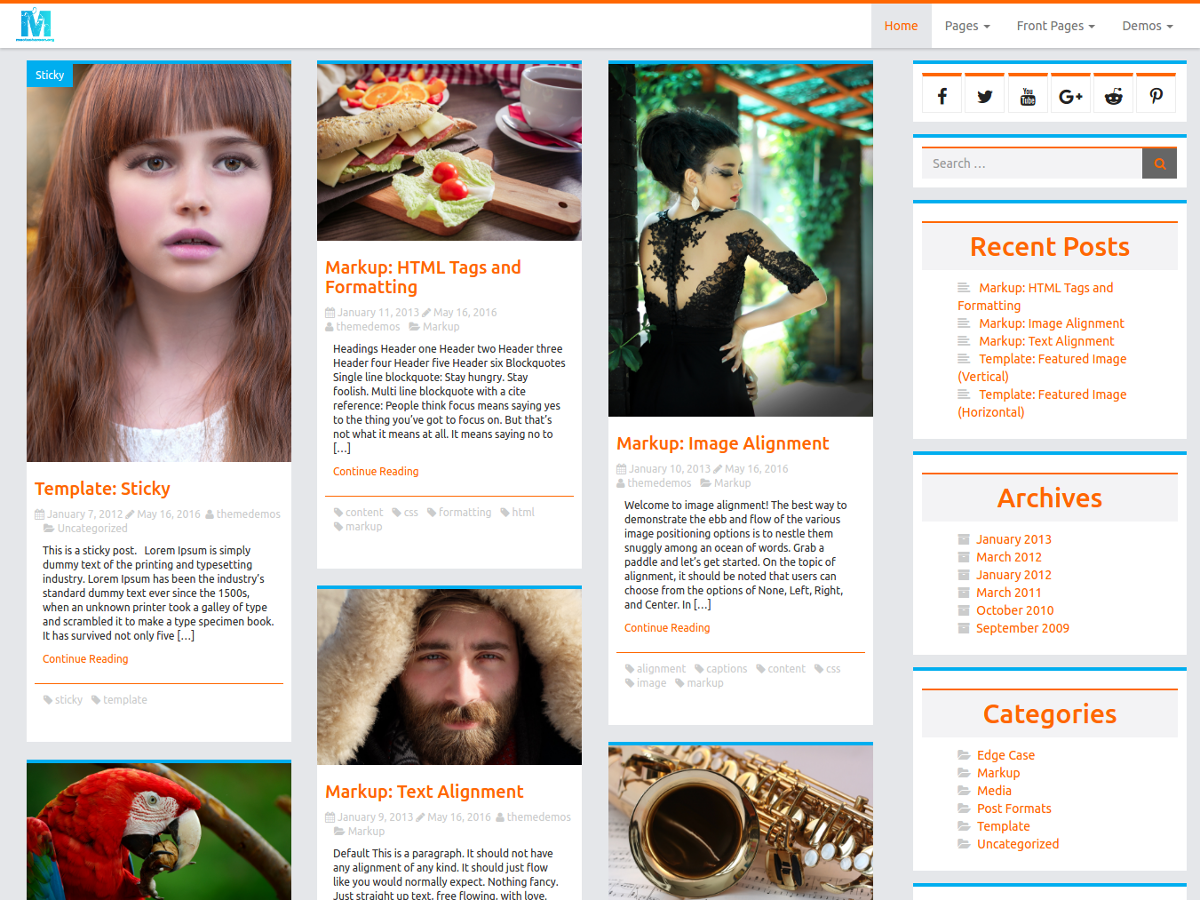 M
Home
Pages
Front Pages
Demos
Sticky
Template: Sticky
January 7, 2012 May 16, 2016 themedemos
Uncategorized
This is a sticky post. Lorem Ipsum is simply
dummy text of the printing and typesetting
industry. Lorem Ipsum has been the industry's
standard dummy text ever since the 1500s,
when an unknown printer took a galley of type
and scrambled it to make a type specimen book.
It has survived not only five […]
Continue Reading
sticky template
Markup: HTML Tags and
Formatting
January 11, 2013 May 16, 2016
themedemos Markup
Headings Header one Header two Header three
Header four Header five Header six Blockquotes
Single line blockquote: Stay hungry. Stay
foolish. Multi line blockquote with a cite
reference: People think focus means saying yes
to the thing you've got to focus on. But that's
not what it means at all. It means saying no to
[…]
Continue Reading
content css formatting html
markup
Markup: Text Alignment
January 9, 2013 May 16, 2016 themedemos
Markup
Default This is a paragraph. It should not have
any alignment of any kind. It should just flow
like you would normally expect. Nothing fancy.
Just straight up text, free flowing, with love.
Markup: Image Alignment
January 10, 2013 May 16, 2016
themedemos Markup
Welcome to image alignment! The best way to
demonstrate the ebb and flow of the various
image positioning options is to nestle them
snuggly among an ocean of words. Grab a
paddle and let's get started. On the topic of
alignment, it should be noted that users can
choose from the options of None, Left, Right,
and Center. In […]
Continue Reading
alignment captions content css
image markup
You
Tube
G+
Search …
Recent Posts
Markup: HTML Tags and
Formatting
Markup: Image Alignment
Markup: Text Alignment
Template: Featured Image
(Vertical)
Template: Featured Image
(Horizontal)
Archives
January 2013
March 2012
January 2012
March 2011
October 2010
September 2009
Categories
Edge Case
Markup
Media
Post Formats
Template
Uncategorized